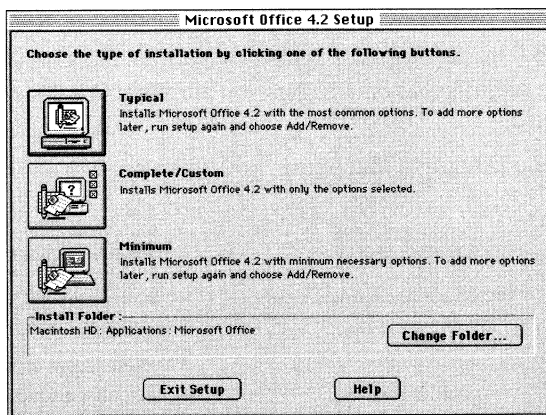 Microsoft Office 4.2 Setup
Choose the type of installation by clicking one of the following buttons.
Typical
Installs Microsoft Office 4.2 with the most common options. To add more options
later, run setup again and choose Add/Remove.
Complete/Custom
Installs Microsoft Office 4.2 with only the options selected.
Minimum
Installs Microsoft Office 4.2 with minimum necessary options. To add more options
later, run setup again and choose Add/Remove.
Install Folder:
Macintosh HD: Applications: Microsoft Office
Change Folder...
Exit Setup
Help